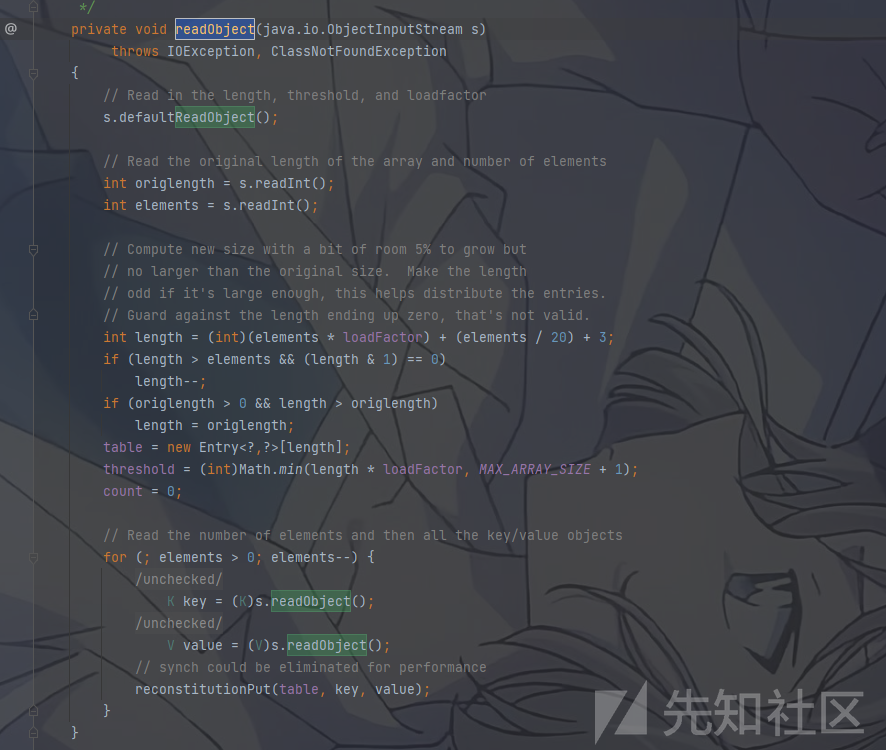 */
@
private void readObject(java.io.ObjectInputStream s)
throws IOException, ClassNotFoundException
{
// Read in the length, threshold, and loadfactor
s.defaultReadObject();
// Read the original length of the array and number of elements
int origlength = s.readInt();
int elements = s.readInt();
// Compute new size with a bit of room 5% to grow but
// no larger than the original size.  Make the length
// odd if it's large enough, this helps distribute the entries.
// Guard against the length ending up zero, that's not valid.
int length = (int)(elements * loadFactor) + (elements / 20) + 3;
if (length > elements && (length & 1) == 0)
length--;
if (origlength > 0 && length > origlength)
length = origlength;
table = new Entry<?,?>[length];
threshold = (int)Math.min(length * loadFactor, MAX_ARRAY_SIZE + 1);
count = 0;
// Read the number of elements and then all the key/value objects
for (; elements > 0; elements--) {
/unchecked/
K key = (K)s.readObject();
/unchecked/
V value = (V)s.readObject();
// synch could be eliminated for performance
reconstitutionPut(table, key, value);
}
}
先知社区